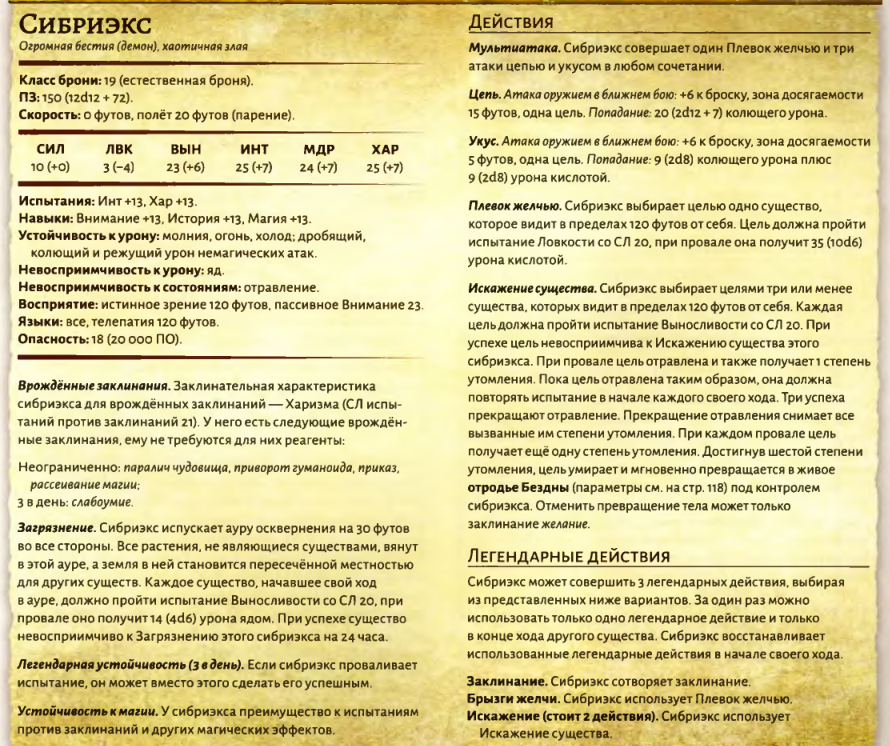 Сибриэкс
Огромная бестия (демон), хаотичная злая
Класс брони: 19 (естественная броня).
ПЗ: 150 (12d12 + 72).
Скорость: 0 футов, полёт 20 футов (парение).
СИЛ ЛВК ВЫН ИНТ МДР ХАР
10 (+0) 3 (−4) 23 (+6) 25 (+7) 24 (+7) 25 (+7)
Испытания: Инт +13, Хар +13.
Навыки: Внимание +13, История +13, Магия +13.
Устойчивость к урону: молния, огонь, холод; дробящий,
колющий и режущий урон немагических атак.
Невосприимчивость к урону: яд.
Невосприимчивость к состояниям: отравление.
Восприятие: истинное зрение 120 футов, пассивное Внимание 23.
Языки: все, телепатия 120 футов.
Опасность: 18 (20 000 ПО).
Врождённые заклинания. Заклинательная характеристика
сибриэкса для врождённых заклинаний — Харизма (СЛ испы-
таний против заклинаний 21). У него есть следующие врождён-
ные заклинания, ему не требуются для них реагенты:
Неограниченно: паралич чудовища, приворот гуманоида, приказ,
рассеивание магии;
3 в день: слабоумие.
Загрязнение. Сибриэкс испускает ауру осквернения на 30 футов
во все стороны. Все растения, не являющиеся существами, вянут
в этой ауре, а земля в ней становится пересечённой местностью
для других существ. Каждое существо, начавшее свой ход
в ауре, должно пройти испытание Выносливости со СЛ 20, при
провале оно получит 14 (4d6) урона ядом. При успехе существо
невосприимчиво к Загрязнению этого сибриэкса на 24 часа.
Легендарная устойчивость (3 в день). Если сибриэкс проваливает
испытание, он может вместо этого сделать его успешным.
Устойчивость к магии. У сибриэкса преимущество к испытаниям
против заклинаний и других магических эффектов.
Действия
Мультиатака. Сибриэкс совершает один Плевок желчью и три
атаки цепью и укусом в любом сочетании.
Цепь. Атака оружием в ближнем бою: +6 к броску, зона досягаемости
15 футов, одна цель. Попадание: 20 (2d12 + 7) колющего урона.
Укус. Атака оружием в ближнем бою: +6 к броску, зона досягаемости
5 футов, одна цель. Попадание: 9 (2d8) колющего урона плюс
9 (2d8) урона кислотой.
Плевок желчью. Сибриэкс выбирает целью одно существо,
которое видит в пределах 120 футов от себя. Цель должна пройти
испытание Ловкости со СЛ 20, при провале она получит 35 (10d6)
урона кислотой.
Искажение существа. Сибриэкс выбирает целями три или менее
существа, которых видит в пределах 120 футов от себя. Каждая
цель должна пройти испытание Выносливости со СЛ 20. При
успехе цель невосприимчива к Искажению существа этого
сибриэкса. При провале цель отравлена и также получает 1 степень
утомления. Пока цель отравлена таким образом, она должна
повторять испытание в начале каждого своего хода. Три успеха
прекращают отравление. Прекращение отравления снимает все
вызванные им степени утомления. При каждом провале цель
получает ещё одну степень утомления. Достигнув шестой степени
утомления, цель умирает и мгновенно превращается в живое
отродье Бездны (параметры см. на стр. 118) под контролем
сибриэкса. Отменить превращение тела может только
заклинание желание.
Легендарные действия
Сибриэкс может совершить 3 легендарных действия, выбирая
из представленных ниже вариантов. За один раз можно
использовать только одно легендарное действие и только
в конце хода другого существа. Сибриэкс восстанавливает
использованные легендарные действия в начале своего хода.
Заклинание. Сибриэкс сотворяет заклинание.
Брызги желчи. Сибриэкс использует Плевок желчью.
Искажение (стоит 2 действия). Сибриэкс использует
Искажение существа.